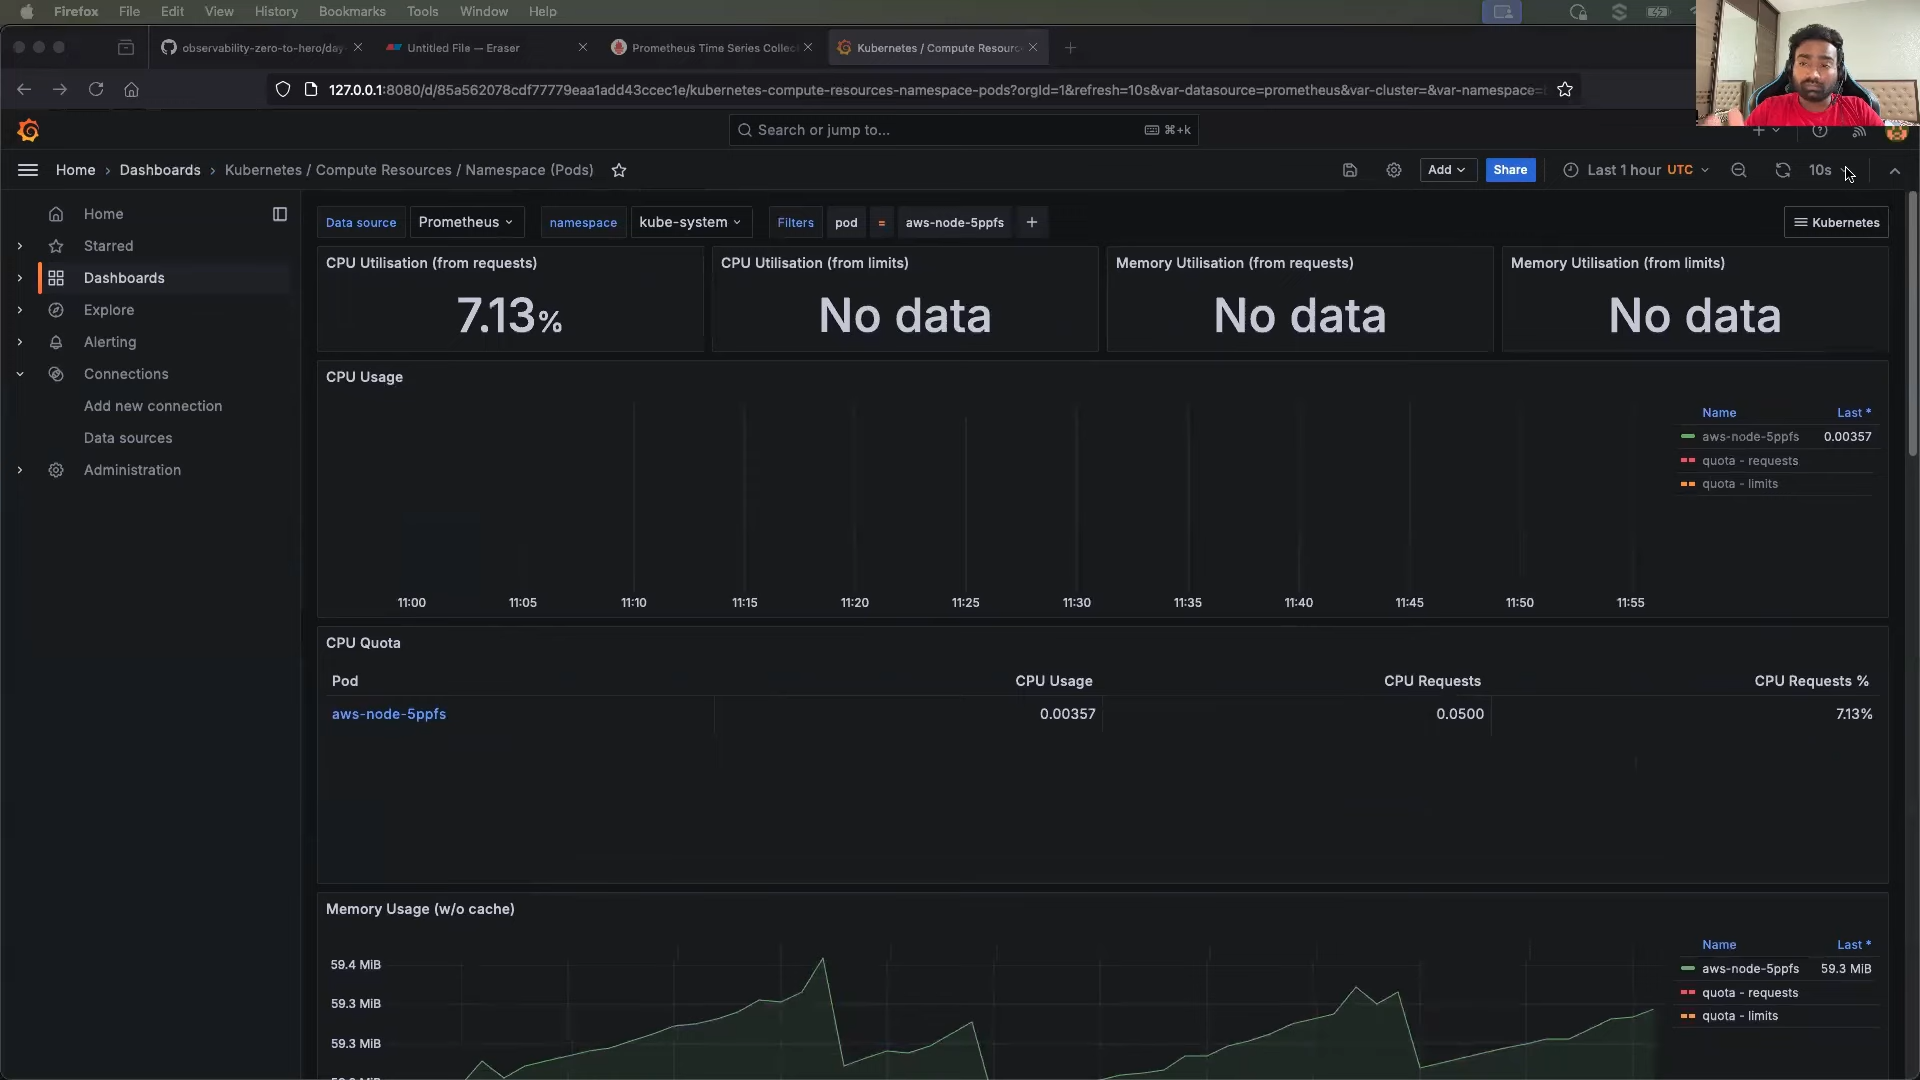 Firefox File Edit View History Bookmarks Tools Window Help
observability-zero-to-hero/day
Untitled File — Eraser
Prometheus Time Series Collec
Kubernetes / Compute Resourc
127.0.0.1:8080/d/85a562078cdf77779eaa1add43ccec1e/kubernetes-compute-resources-namespace-pods?orgId=1&refresh=10s&var-datasource=prometheus&var-cluster=&var-namespace=
Search or jump to... ⌘+k
Home › Dashboards › Kubernetes / Compute Resources / Namespace (Pods)
Add
Share
Last 1 hour UTC
10s
Home
Starred
Dashboards
Explore
Alerting
Connections
Add new connection
Data sources
Administration
Data source Prometheus namespace kube-system Filters pod = aws-node-5ppfs +
Kubernetes
CPU Utilisation (from requests)
7.13%
CPU Utilisation (from limits)
No data
Memory Utilisation (from requests)
No data
Memory Utilisation (from limits)
No data
CPU Usage
Name Last *
aws-node-5ppfs 0.00357
quota - requests
quota - limits
11:00 11:05 11:10 11:15 11:20 11:25 11:30 11:35 11:40 11:45 11:50 11:55
CPU Quota
Pod CPU Usage CPU Requests CPU Requests %
aws-node-5ppfs 0.00357 0.0500 7.13%
Memory Usage (w/o cache)
59.4 MiB
59.3 MiB
59.3 MiB
Name Last *
aws-node-5ppfs 59.3 MiB
quota - requests
quota - limits